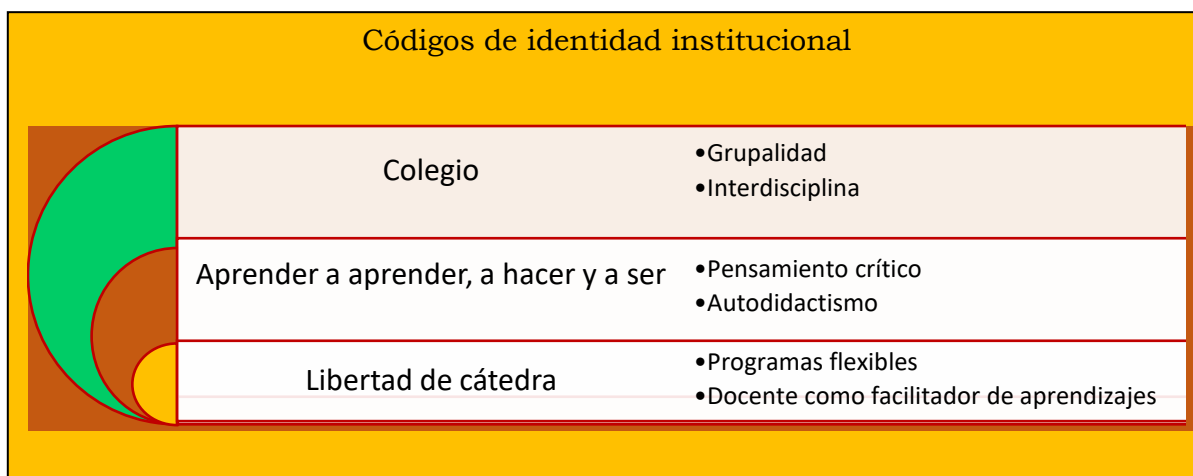 Códigos de identidad institucional
Colegio
•Grupalidad
•Interdisciplina
Aprender a aprender, a hacer y a ser
•Pensamiento crítico
•Autodidactismo
Libertad de cátedra
•Programas flexibles
•Docente como facilitador de aprendizajes